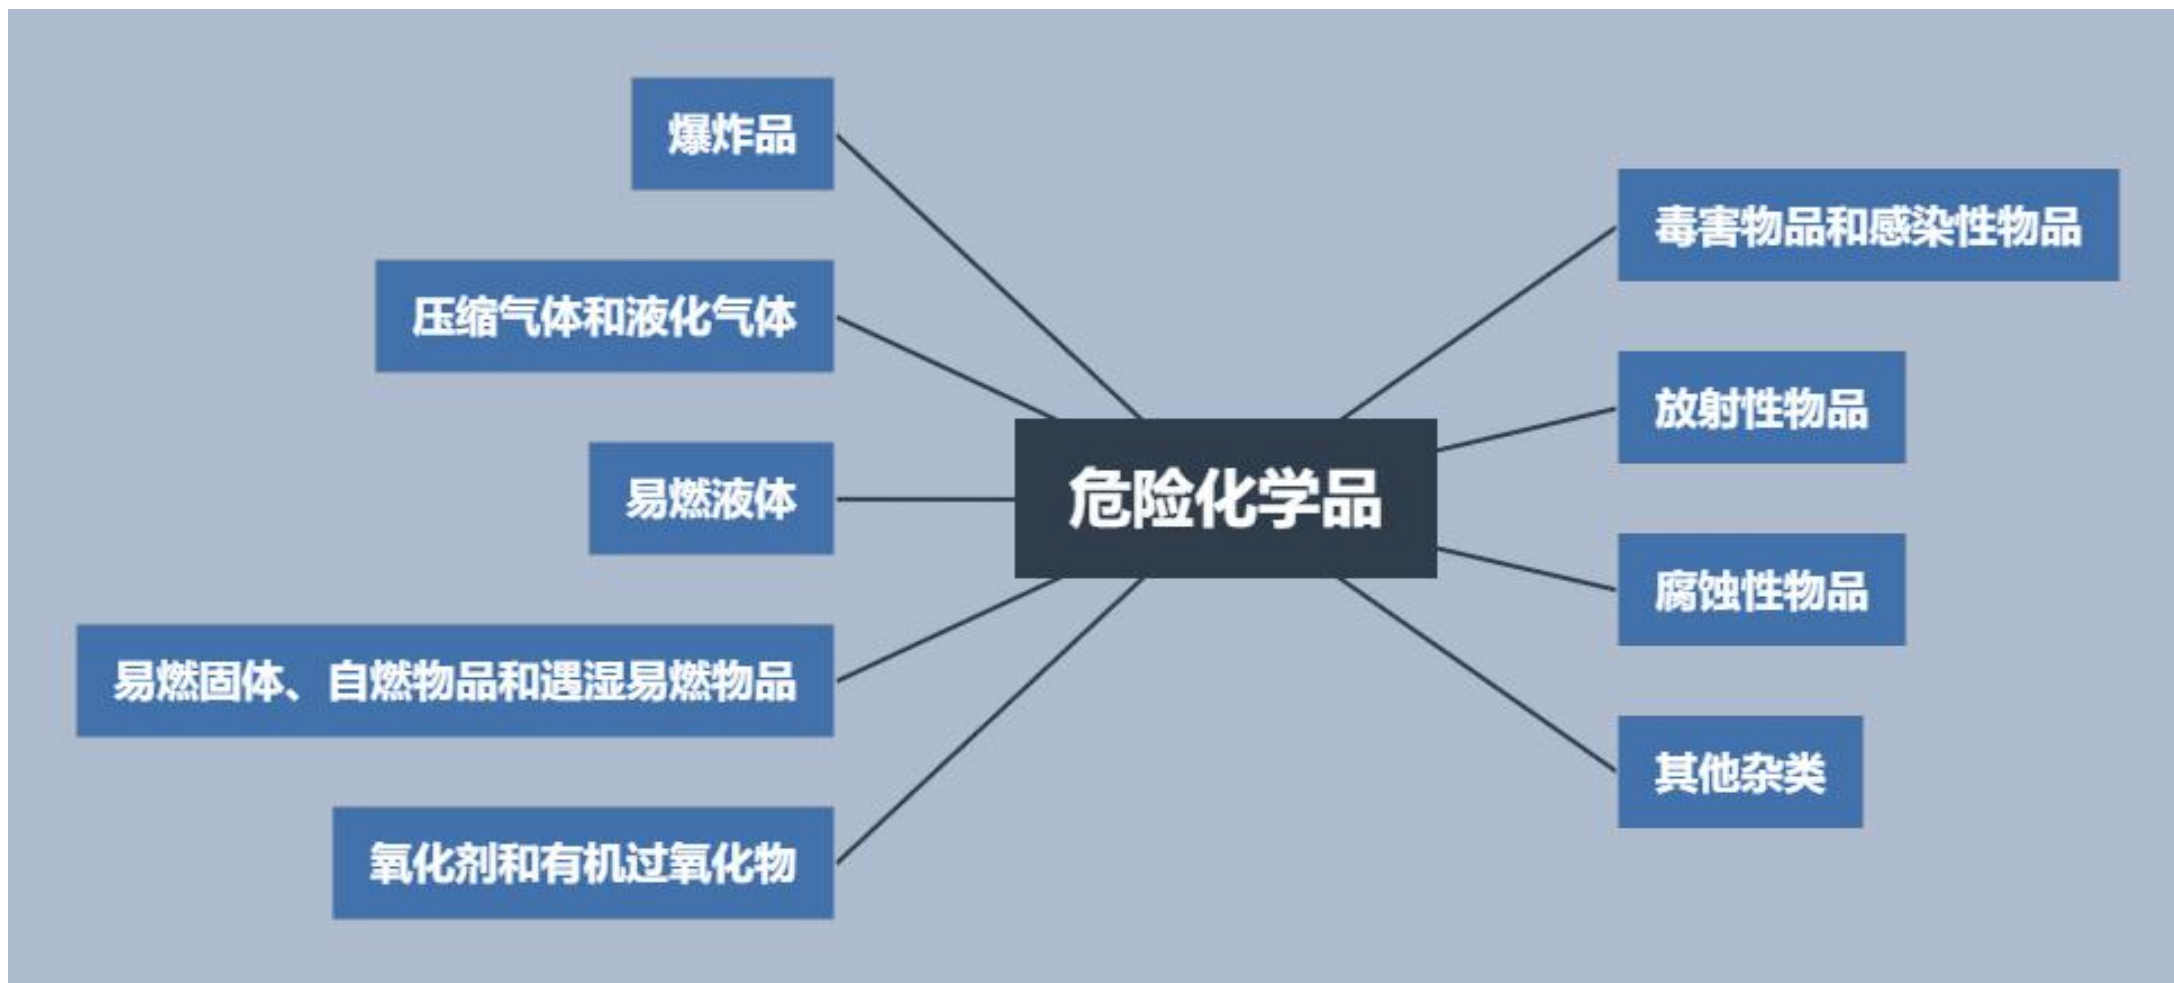 爆炸品
压缩气体和液化气体
易燃液体
易燃固体、自燃物品和遇湿易燃物品
氧化剂和有机过氧化物
危险化学品
毒害物品和感染性物品
放射性物品
腐蚀性物品
其他杂类